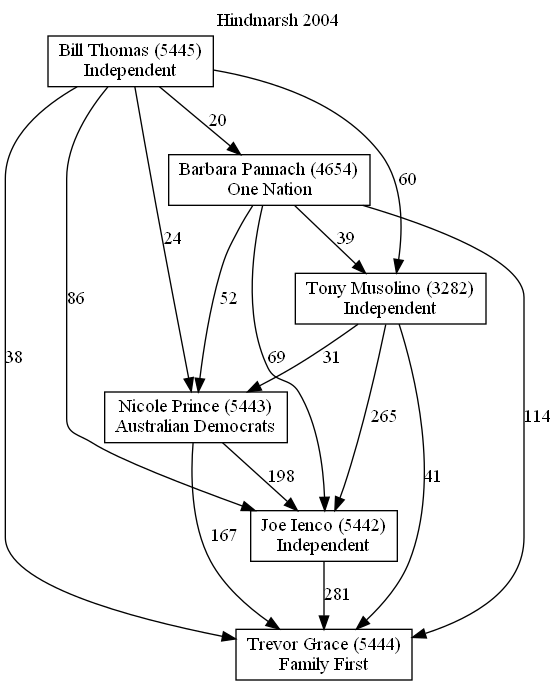 Hindmarsh 2004
Bill Thomas (5445)
Independent
20
Barbara Pannach (4654)
One Nation
60
24
52
39
Tony Musolino (3282)
Independent
86
38
69
31
265
114
Nicole Prince (5443)
Australian Democrats
198
41
167
Joe Ienco (5442)
Independent
281
Trevor Grace (5444)
Family First